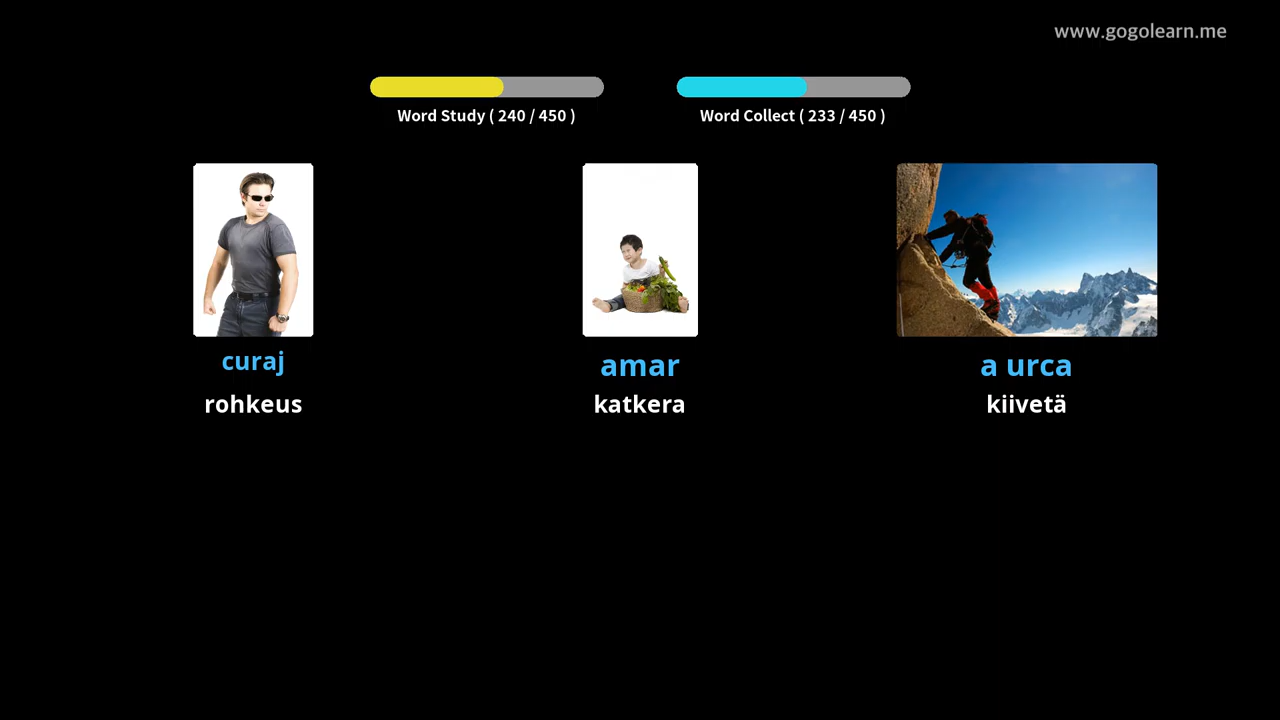 www.gogolearn.me
Word Study ( 240 / 450 )
Word Collect ( 233 / 450 )
curaj
amar
a urca
rohkeus
katkera
kiivetä